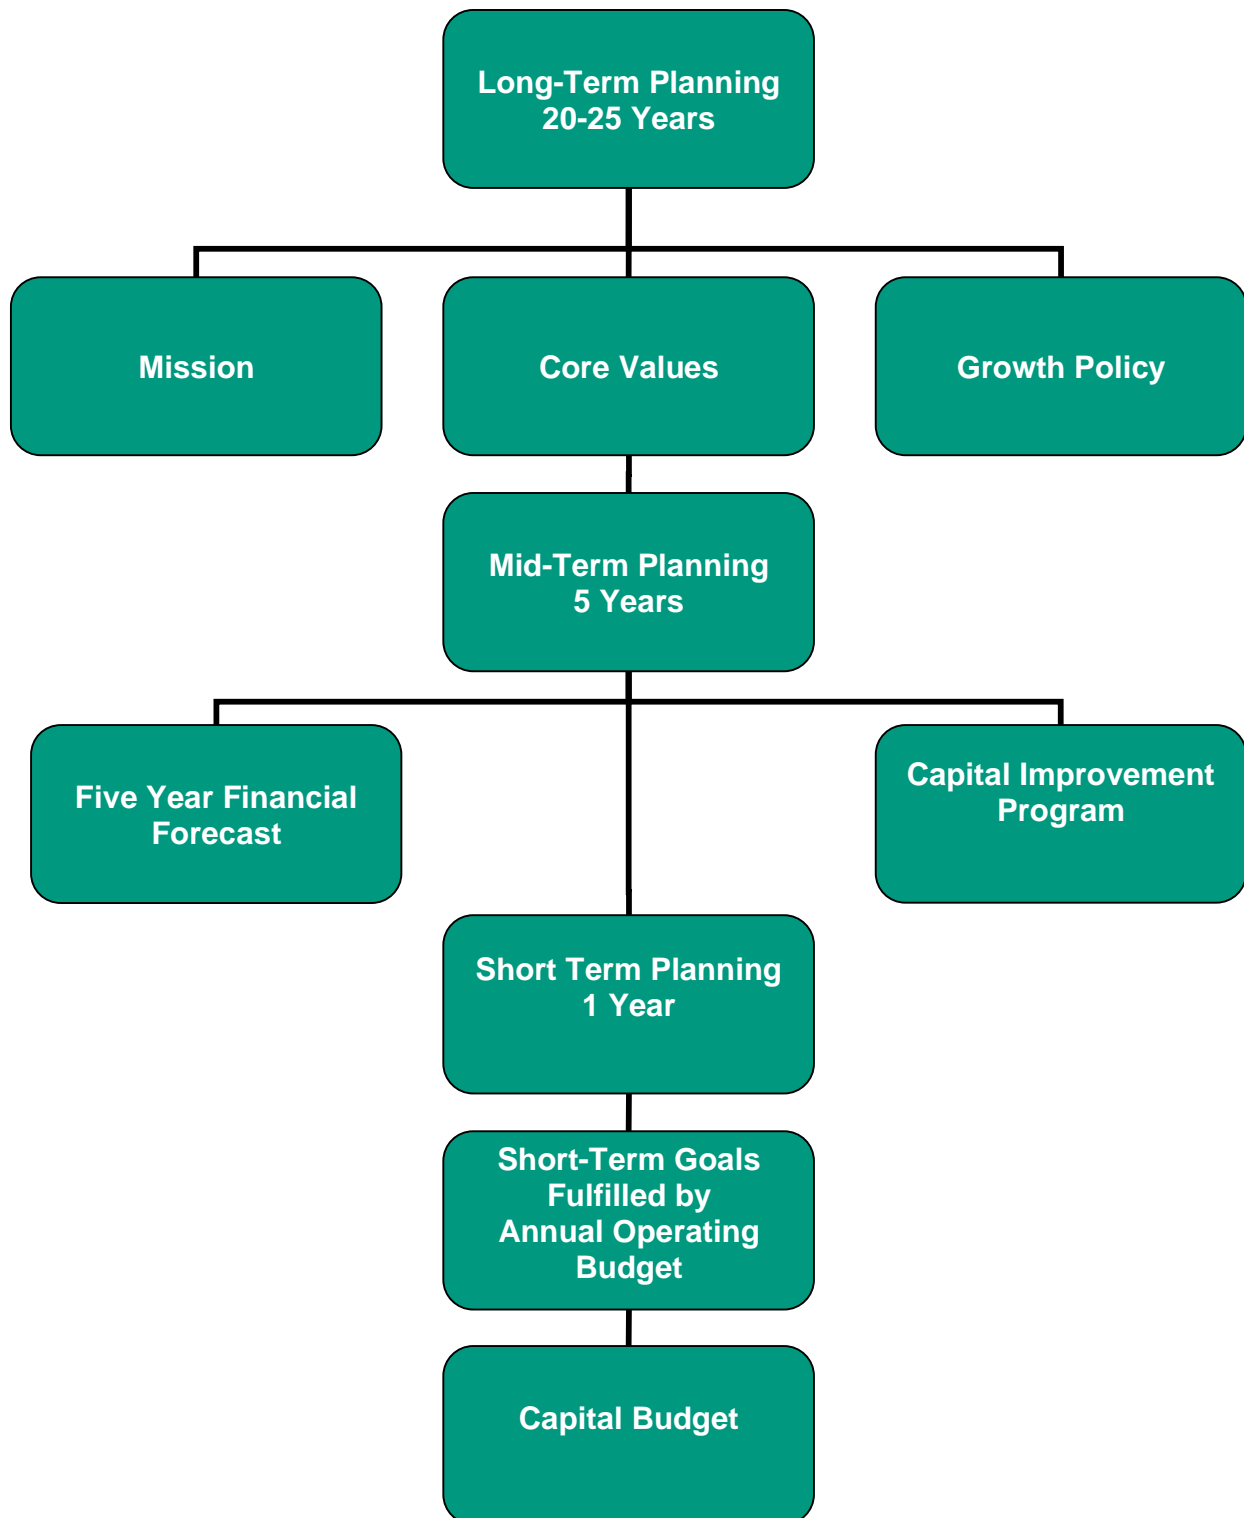 Long-Term Planning
20-25 Years
Mission
Core Values
Growth Policy
Mid-Term Planning
5 Years
Five Year Financial
Forecast
Capital Improvement
Program
Short Term Planning
1 Year
Short-Term Goals
Fulfilled by
Annual Operating
Budget
Capital Budget